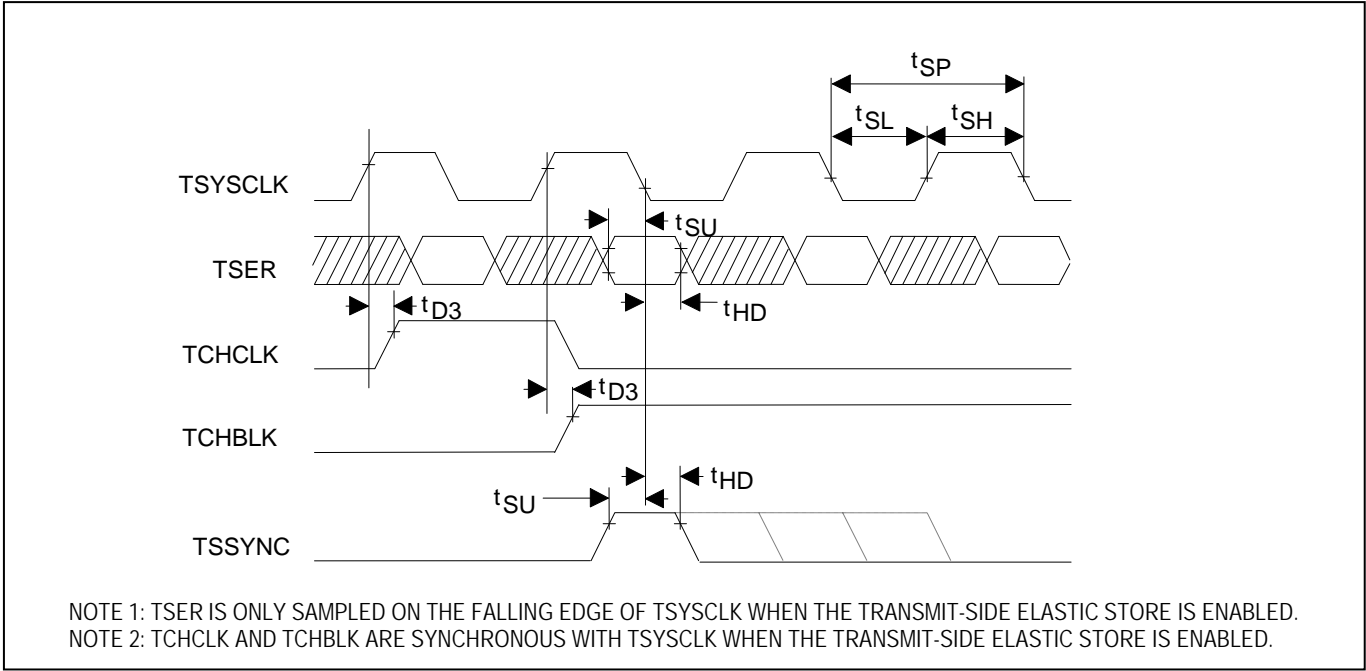 tSP
tSL tSH
TSYSCLK
tSU
TSER
tHD
tD3
TCHCLK
tD3
TCHBLK
tHD
tSU
TSSYNC
NOTE 1: TSER IS ONLY SAMPLED ON THE FALLING EDGE OF TSYSCLK WHEN THE TRANSMIT-SIDE ELASTIC STORE IS ENABLED.
NOTE 2: TCHCLK AND TCHBLK ARE SYNCHRONOUS WITH TSYSCLK WHEN THE TRANSMIT-SIDE ELASTIC STORE IS ENABLED.